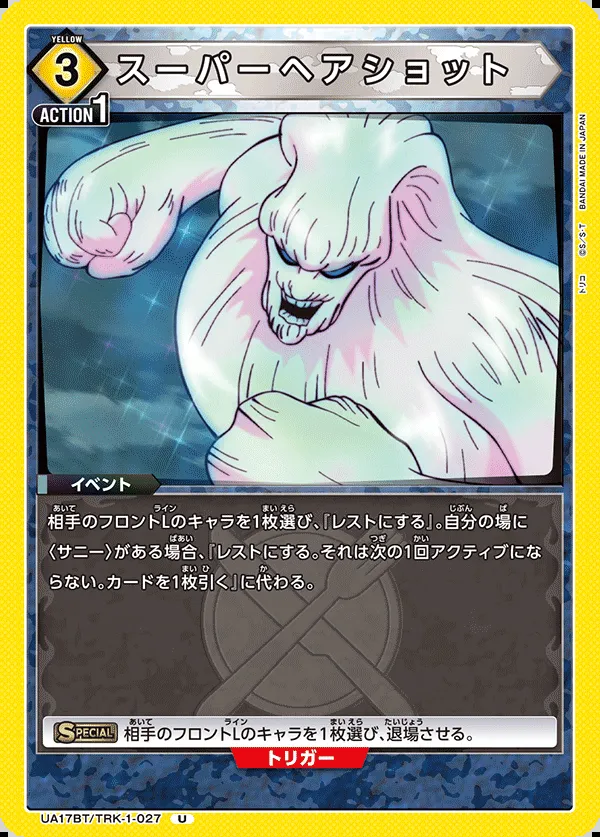 YELLOW
3
スーパーヘアショット
ACTION 1
トリコ ©S/S・T BANDAI MADE IN JAPAN
イベント
相手のフロントLのキャラを1枚選び、『レストにする』。自分の場に
〈サニー〉がある場合、『レストにする。それは次の1回アクティブにな
らない。カードを1枚引く』に代わる。
SPECIAL 相手のフロントLのキャラを1枚選び、退場させる。
トリガー
UA17BT/TRK-1-027 U